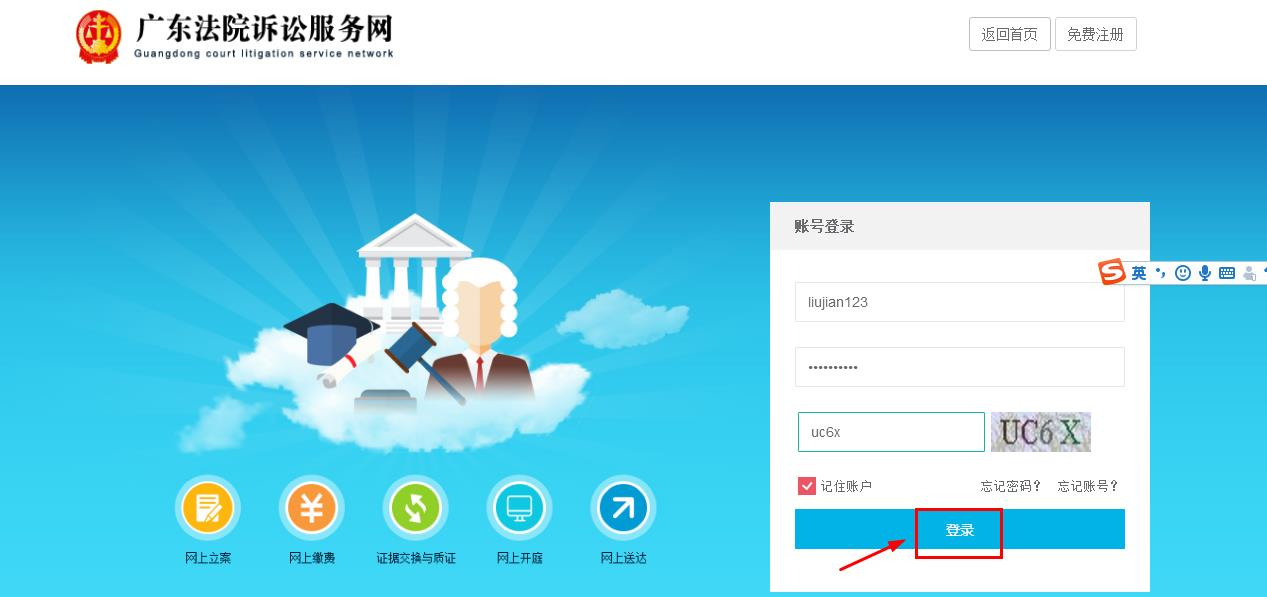 广东法院诉讼服务网
Guangdong court litigation service network
返回首页 免费注册
账号登录
英
liujian123
••••••••••
uc6x UC6X
记住账户 忘记密码? 忘记账号?
登录
网上立案 网上缴费 证据交换与质证 网上开庭 网上送达